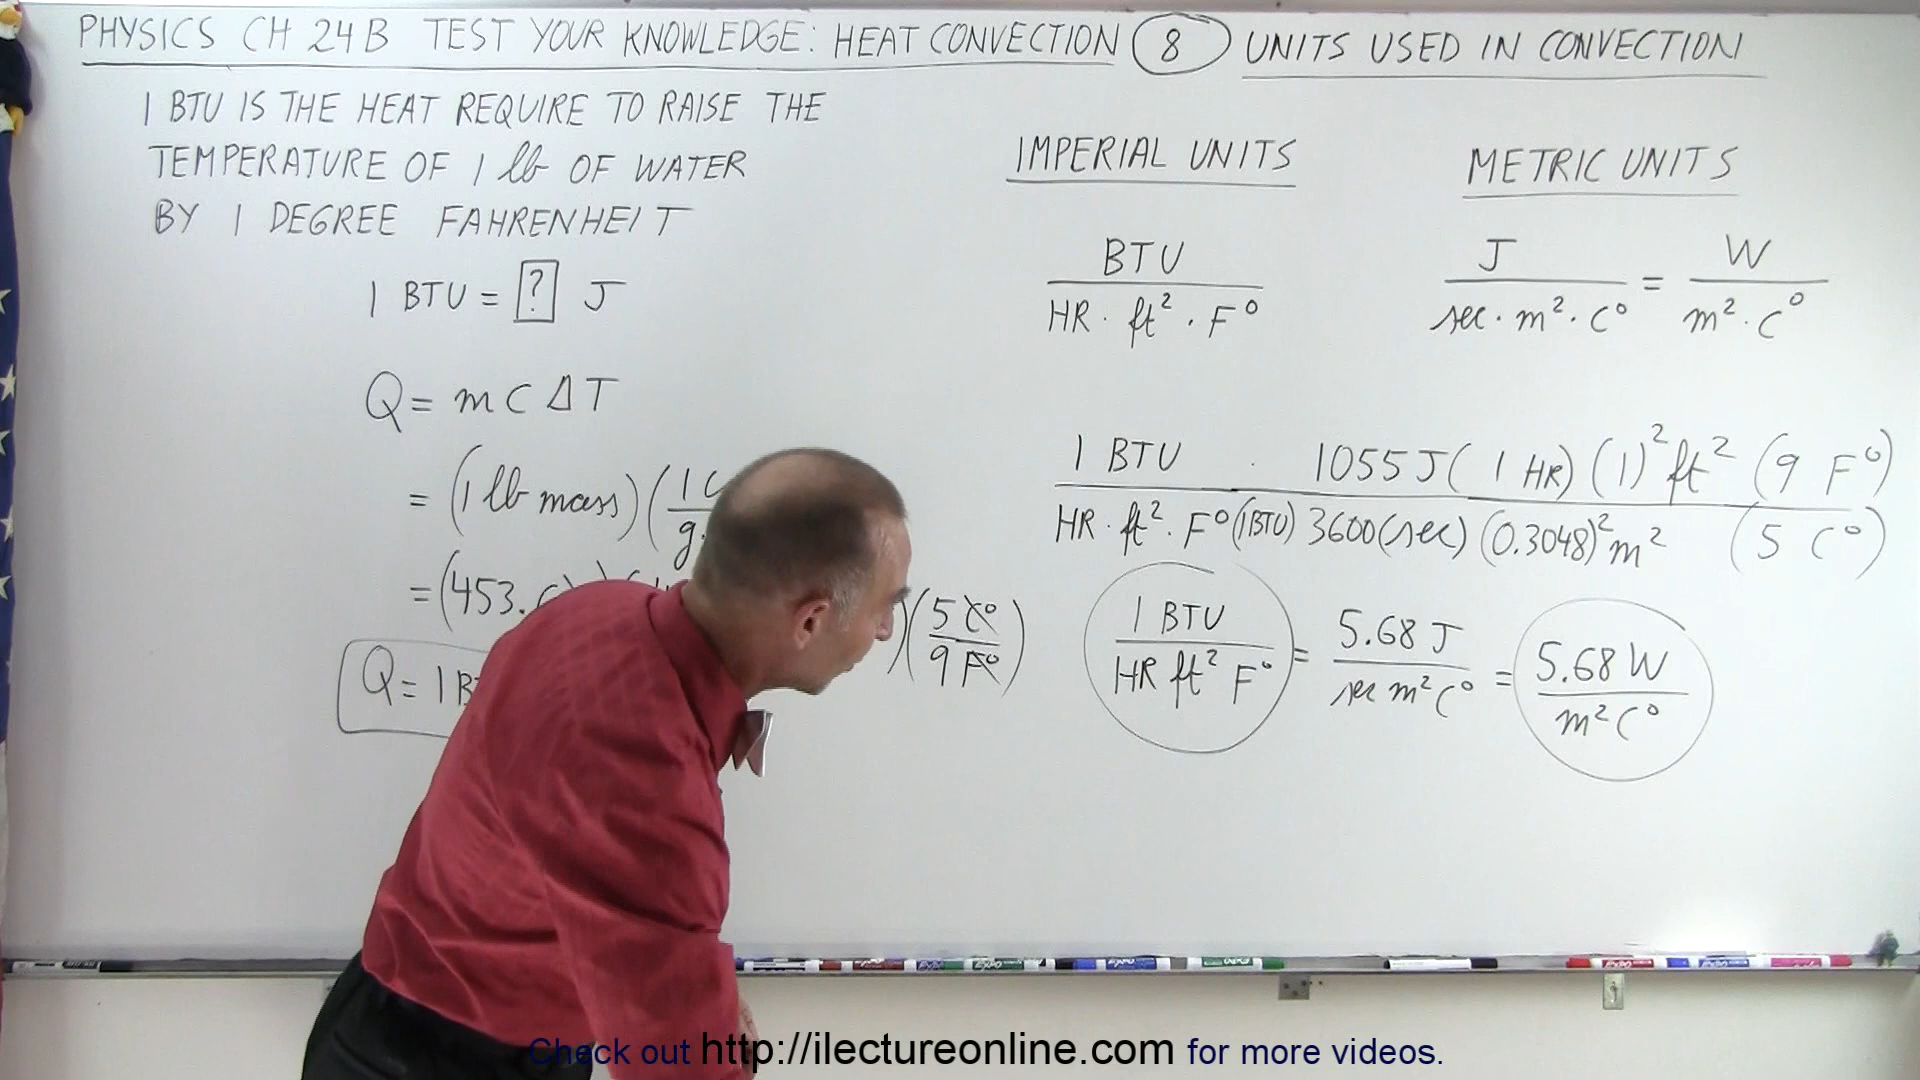 PHYSICS CH 24B TEST YOUR KNOWLEDGE: HEAT CONVECTION 8 UNITS USED IN CONVECTION
1 BTU IS THE HEAT REQUIRE TO RAISE THE
TEMPERATURE OF 1 lb OF WATER
BY 1 DEGREE FAHRENHEIT
1 BTU = ? J
Q = m C Δ T
= (1 lb mass) (1
g.
= (453.
) (5 C°
9 F°)
Q = 1 B
IMPERIAL UNITS
BTU
HR · ft² · F°
METRIC UNITS
J
sec · m² · C°
= W
m² · C°
1 BTU · 1055 J (1 HR) (1)² ft² (9 F°)
HR · ft² · F° (1BTU) 3600 (sec) (0.3048)² m² (5 C°)
1 BTU
HR ft² F°
= 5.68 J
sec m² C°
= 5.68 W
m² C°
Check out http://ilectureonline.com for more videos.